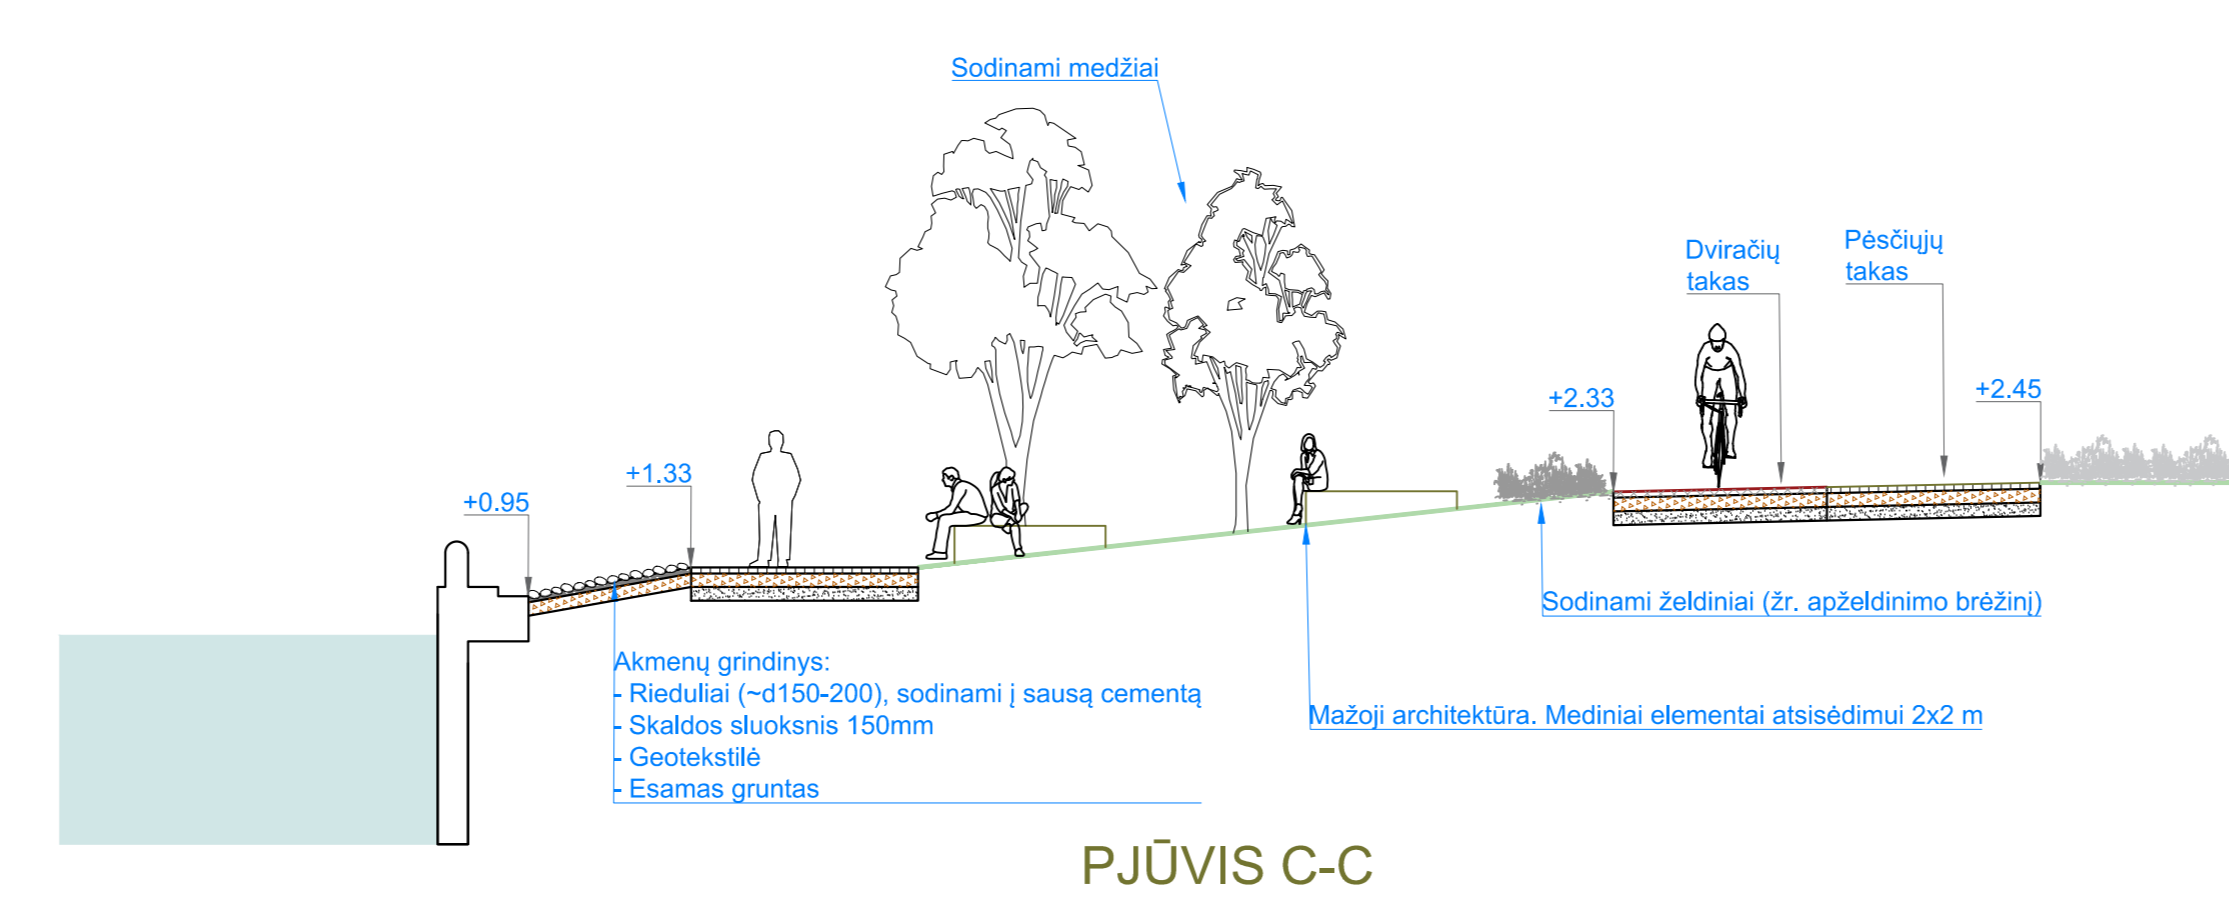 Sodinami medžiai
Dviračių
takas
Pėsčiųjų
takas
+2.33
+2.45
+1.33
+0.95
Sodinami želdiniai (žr. apželdinimo brėžinį)
Akmenų grindinys:
- Rieduliai (~d150-200), sodinami į sausą cementą
- Skaldos sluoksnis 150mm
- Geotekstilė
- Esamas gruntas
Mažoji architektūra. Mediniai elementai atsisėdimui 2x2 m
PJŪVIS C-C